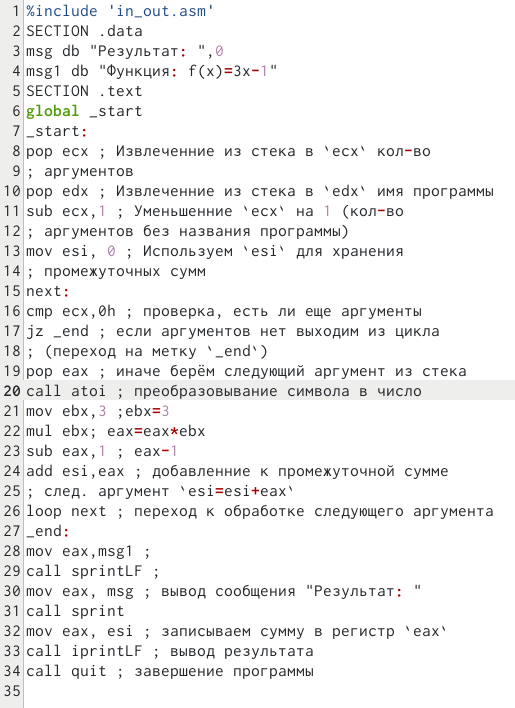 1 %include 'in_out.asm'
2 SECTION .data
3 msg db "Результат: ",0
4 msg1 db "Функция: f(x)=3x-1"
5 SECTION .text
6 global _start
7 _start:
8 pop ecx ; Извлеченние из стека в `ecx` кол-во
9 ; аргументов
10 pop edx ; Извлеченние из стека в `edx` имя программы
11 sub ecx,1 ; Уменьшенние `ecx` на 1 (кол-во
12 ; аргументов без названия программы)
13 mov esi, 0 ; Используем `esi` для хранения
14 ; промежуточных сумм
15 next:
16 cmp ecx,0h ; проверка, есть ли еще аргументы
17 jz _end ; если аргументов нет выходим из цикла
18 ; (переход на метку `_end`)
19 pop eax ; иначе берём следующий аргумент из стека
20 call atoi ; преобразовывание символа в число
21 mov ebx,3 ;ebx=3
22 mul ebx; eax=eax*ebx
23 sub eax,1 ; eax-1
24 add esi,eax ; добавленние к промежуточной сумме
25 ; след. аргумент `esi=esi+eax`
26 loop next ; переход к обработке следующего аргумента
27 _end:
28 mov eax,msg1 ;
29 call sprintLF ;
30 mov eax, msg ; вывод сообщения "Результат: "
31 call sprint
32 mov eax, esi ; записываем сумму в регистр `eax`
33 call iprintLF ; вывод результата
34 call quit ; завершение программы
35